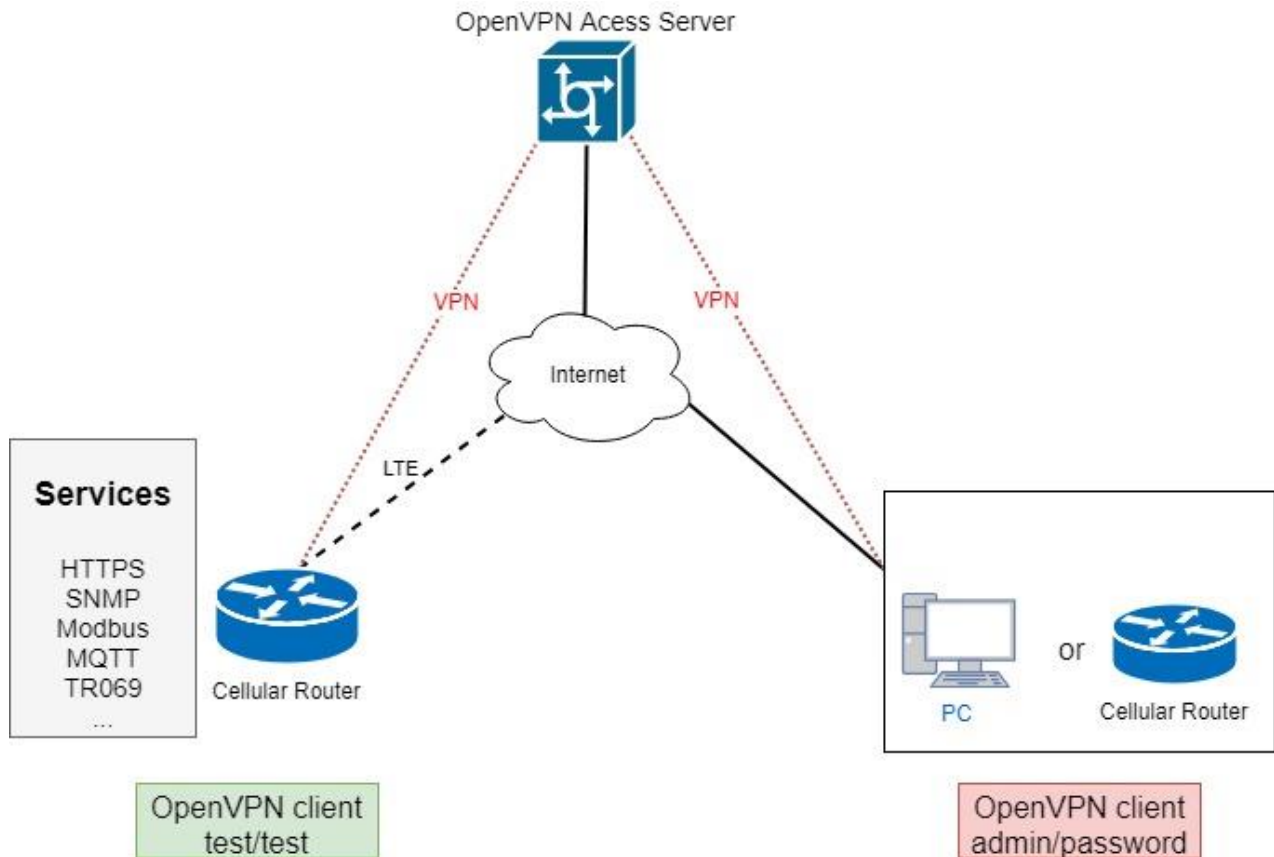 OpenVPN Acess Server
VPN
VPN
Internet
LTE
Services
HTTPS
SNMP
Modbus
MQTT
TR069
...
Cellular Router
PC
or
Cellular Router
OpenVPN client
test/test
OpenVPN client
admin/password